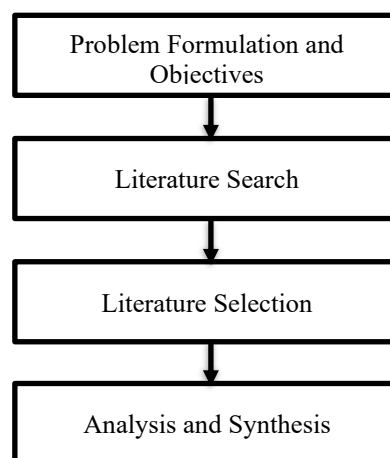 Problem Formulation and
Objectives
Literature Search
Literature Selection
Analysis and Synthesis